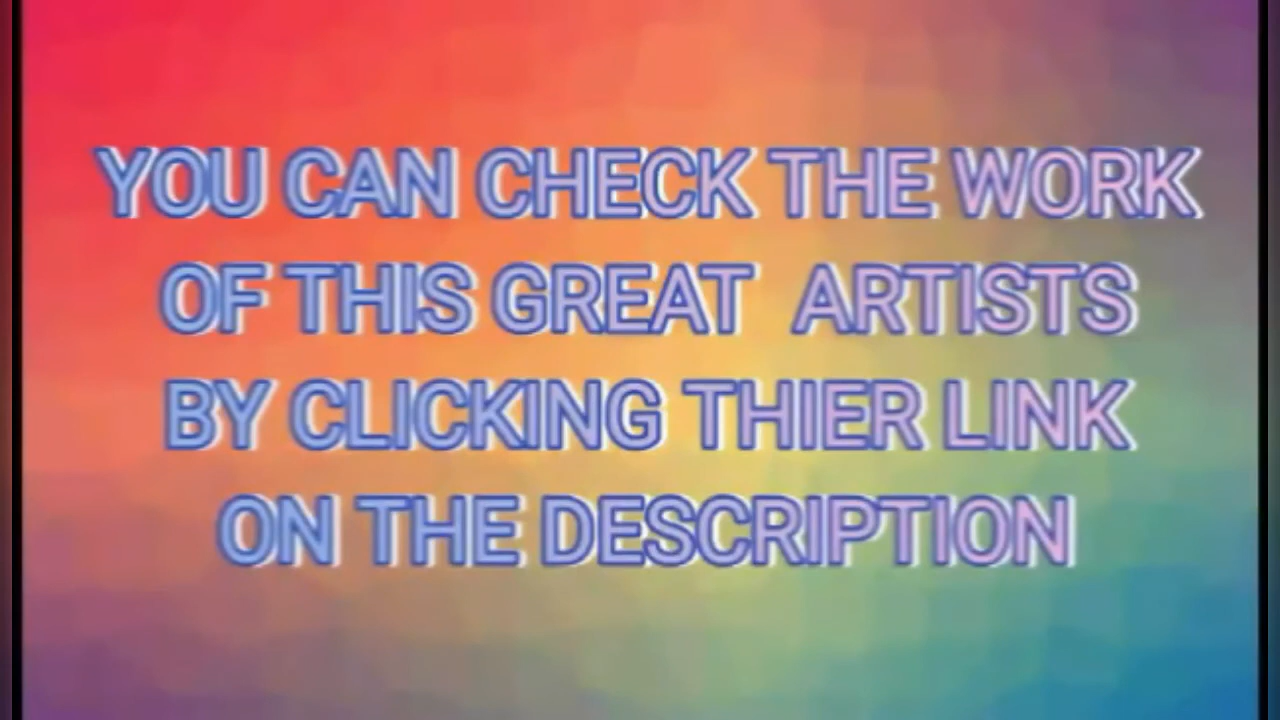 YOU CAN CHECK THE WORK
OF THIS GREAT ARTISTS
BY CLICKING THIER LINK
ON THE DESCRIPTION